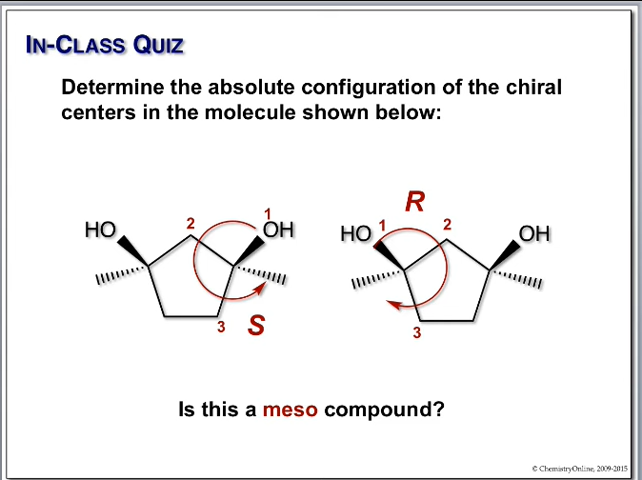 IN-CLASS QUIZ
Determine the absolute configuration of the chiral
centers in the molecule shown below:
HO 2 1 OH
3 S
R
HO 1 2 OH
3
Is this a meso compound?
© ChemistryOnline, 2009-2015